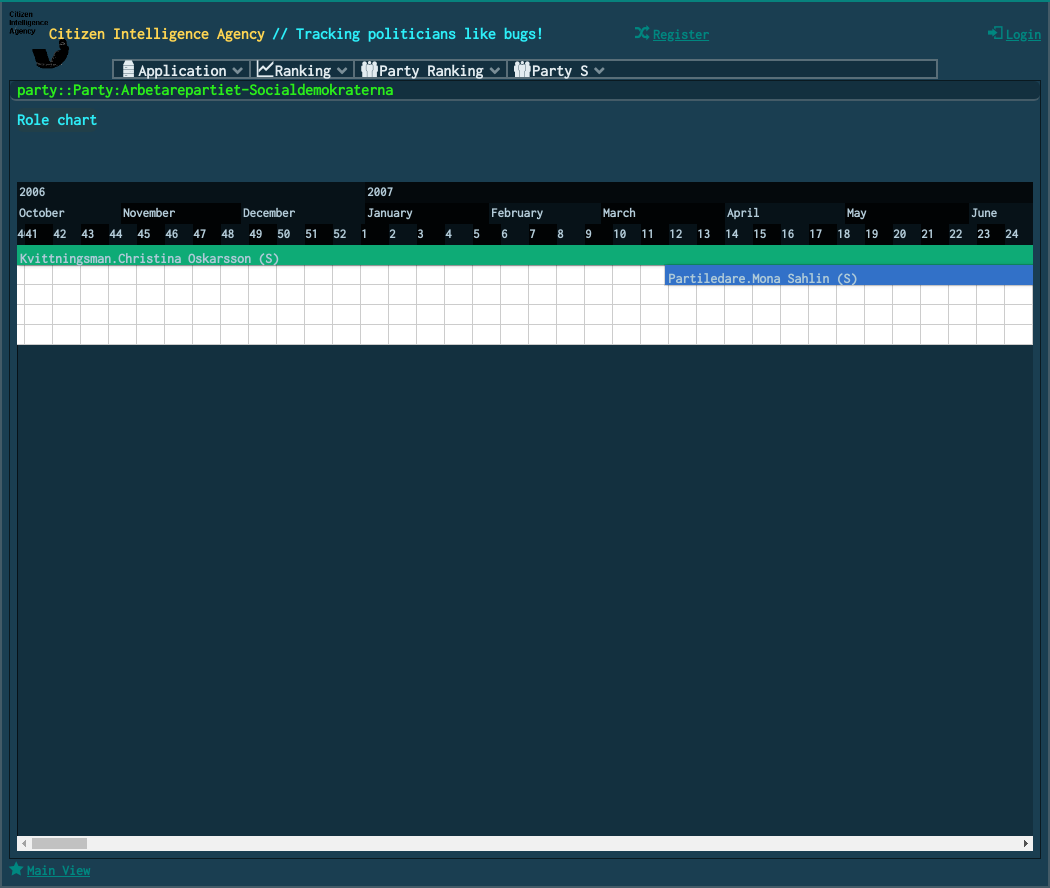 Citizen
Intelligence
Agency
Citizen Intelligence Agency // Tracking politicians like bugs!
Register
Login
Application
Ranking
Party Ranking
Party S
party::Party:Arbetarepartiet-Socialdemokraterna
Role chart
2006 2007
October November December January February March April May June
41 42 43 44 45 46 47 48 49 50 51 52 1 2 3 4 5 6 7 8 9 10 11 12 13 14 15 16 17 18 19 20 21 22 23 24
Kvittningsman.Christina Oskarsson (S)
Partiledare.Mona Sahlin (S)
Main View